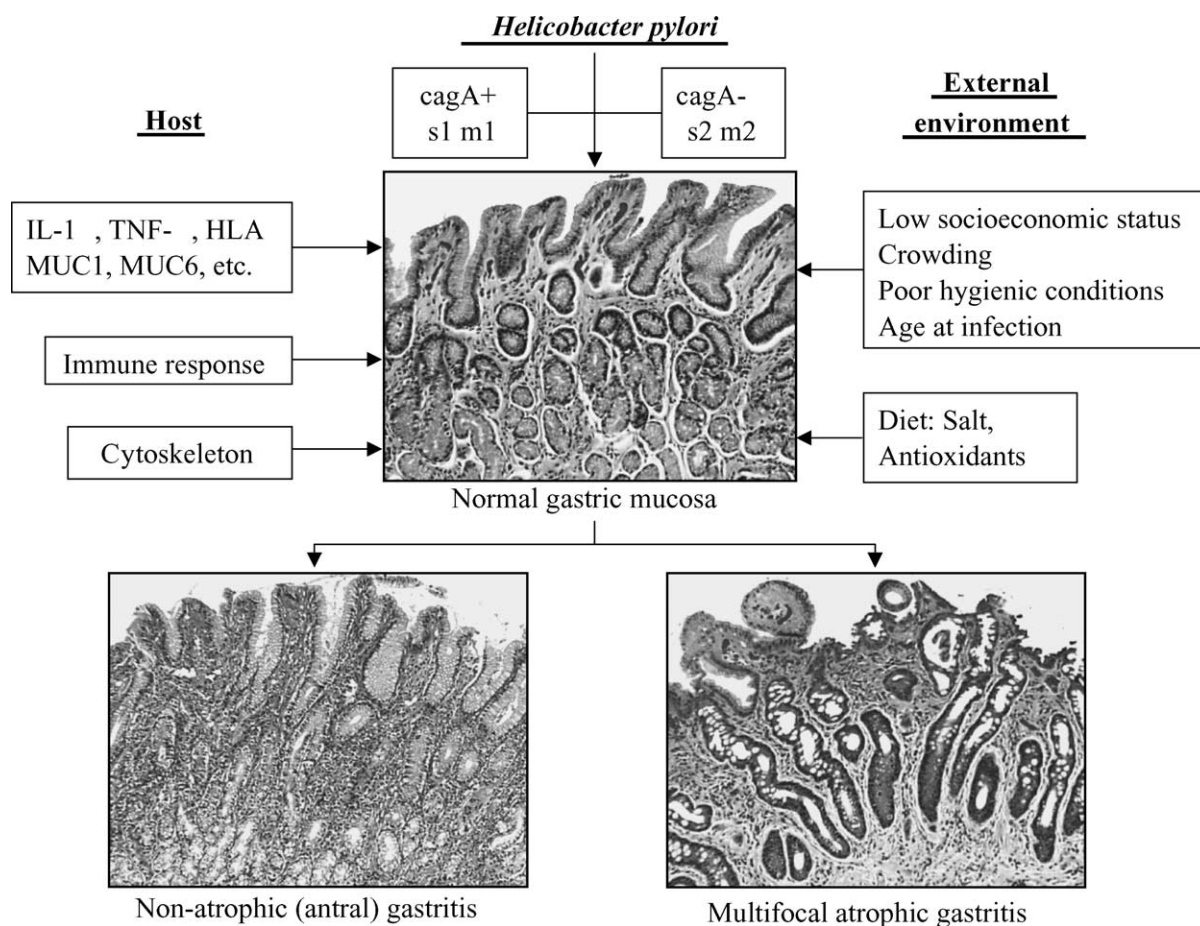 Helicobacter pylori
cagA+
s1 m1
cagA-
s2 m2
Host
External
environment
IL-1 , TNF- , HLA
MUC1, MUC6, etc.
Immune response
Cytoskeleton
Low socioeconomic status
Crowding
Poor hygienic conditions
Age at infection
Diet: Salt,
Antioxidants
Normal gastric mucosa
Non-atrophic (antral) gastritis
Multifocal atrophic gastritis